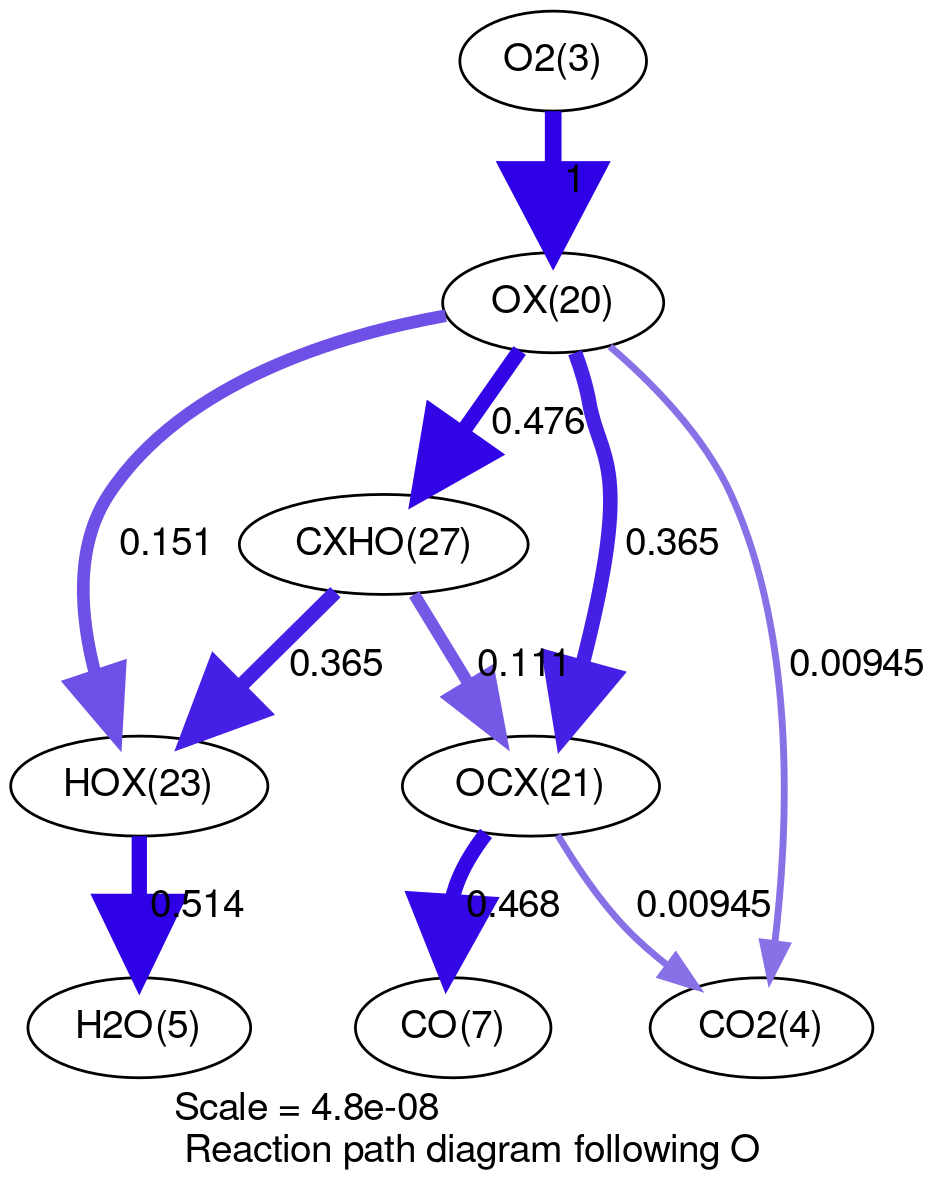 O2(3)
1
OX(20)
0.476
0.151
CXHO(27)
0.365
0.365
0.111
0.00945
HOX(23)
OCX(21)
0.514
0.468
0.00945
H2O(5)
CO(7)
CO2(4)
Scale = 4.8e-08
Reaction path diagram following O